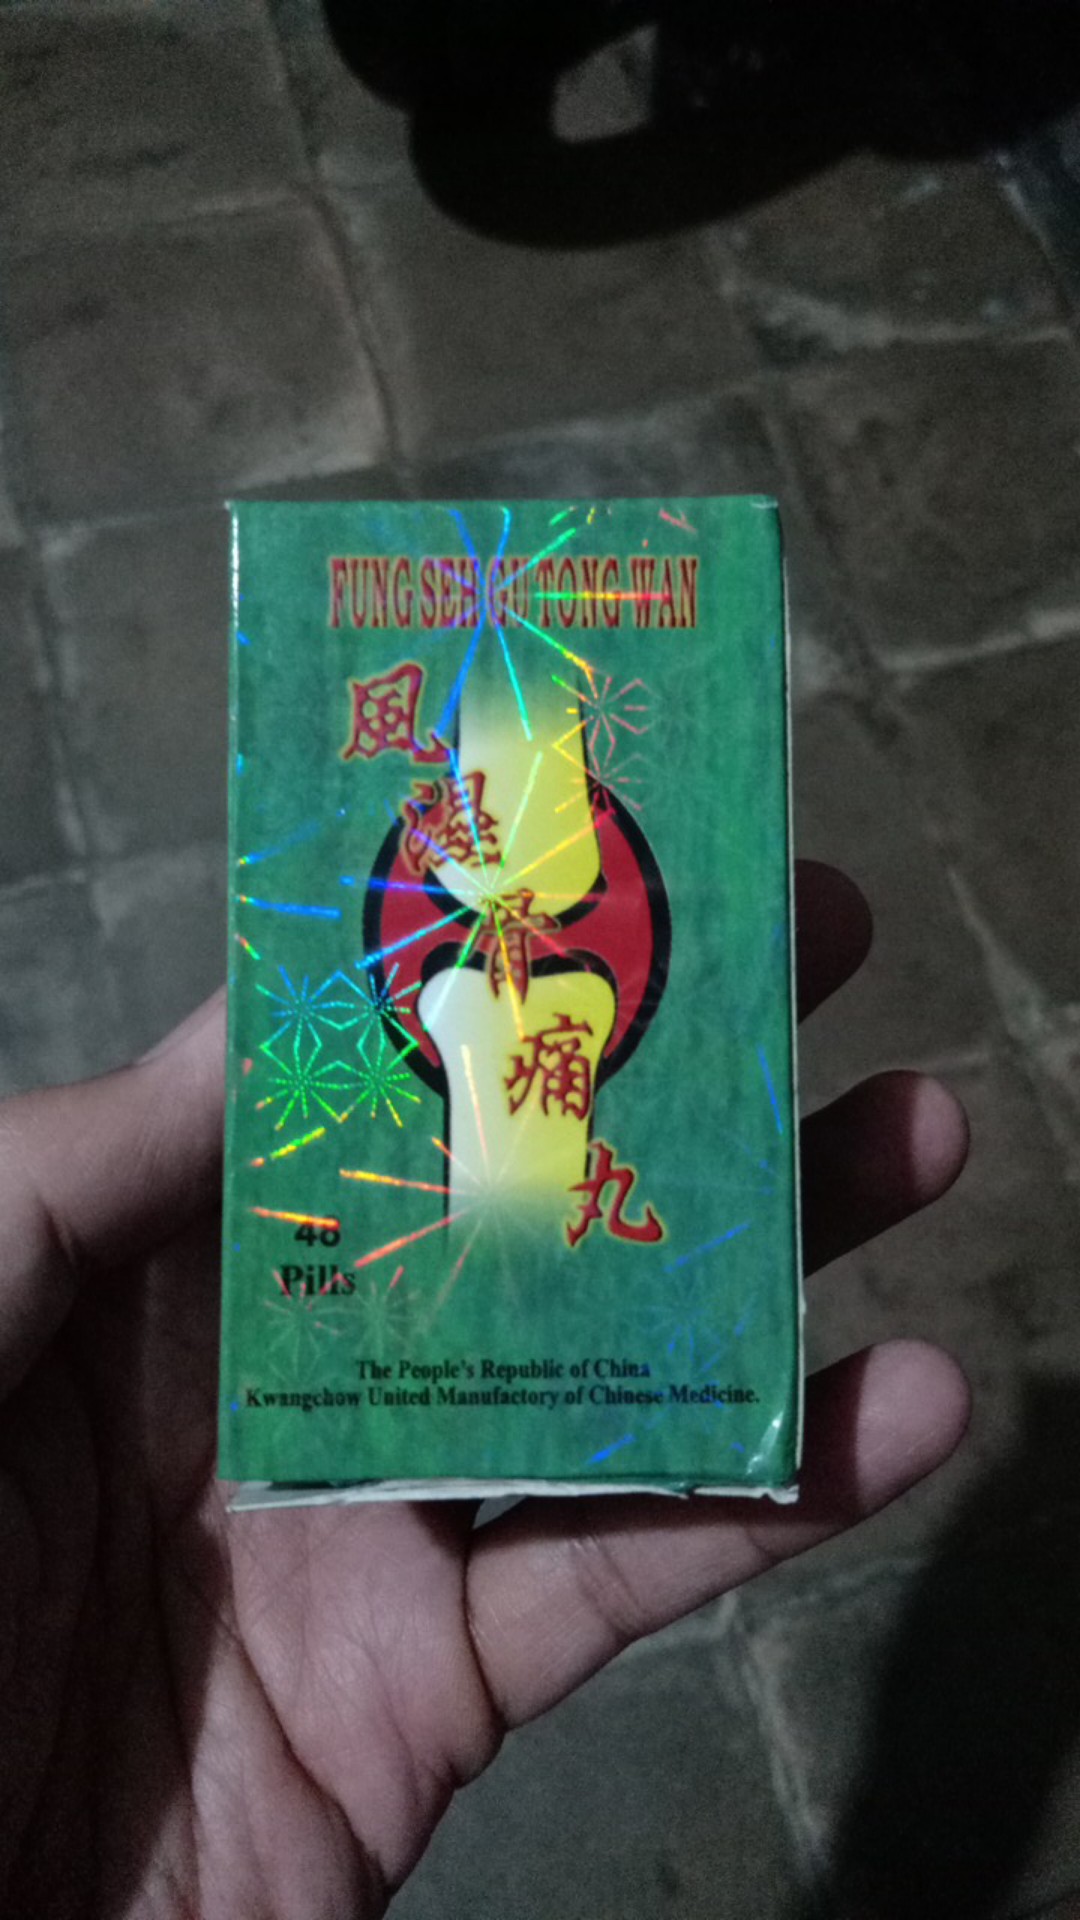 FUNG SEH GU TONG WAN
風濕骨痛丸
48
Pills
The People's Republic of China
Kwangchow United Manufactory of Chinese Medicine.